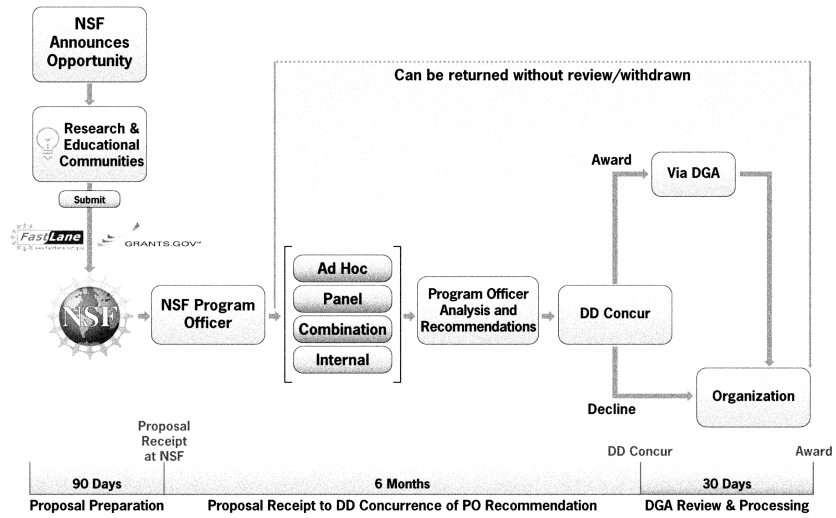 NSF
Announces
Opportunity
Research &
Educational
Communities
Submit
FastLane
GRANTS.GOV™
NSF
NSF Program
Officer
Can be returned without review/withdrawn
Ad Hoc
Panel
Combination
Internal
Program Officer
Analysis and
Recommendations
DD Concur
Award
Via DGA
Decline
Organization
Proposal
Receipt
at NSF
DD Concur
Award
90 Days
6 Months
30 Days
Proposal Preparation
Proposal Receipt to DD Concurrence of PO Recommendation
DGA Review & Processing